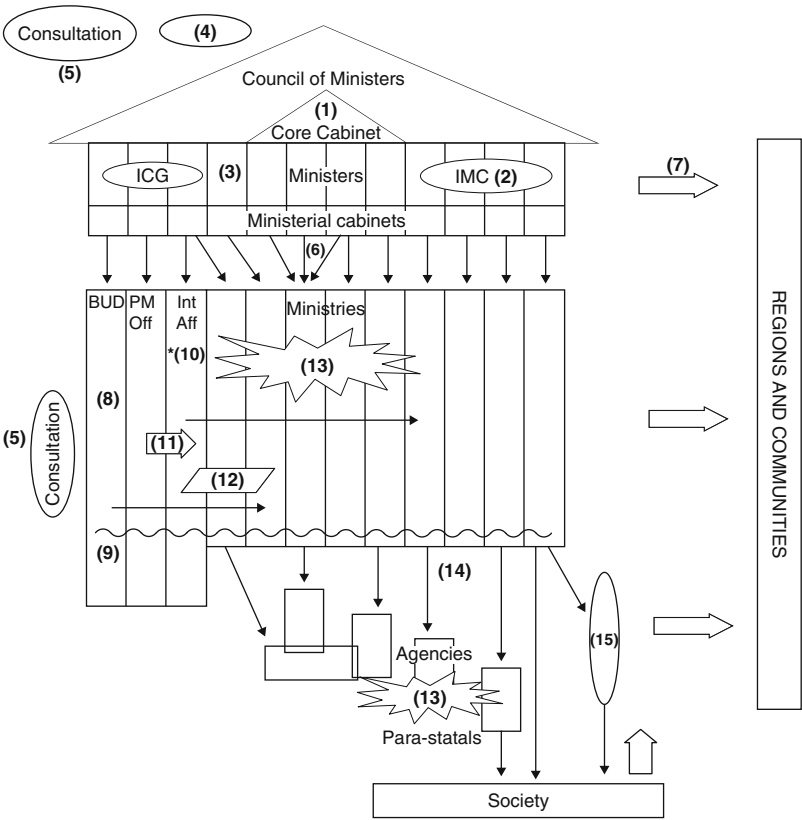 Consultation
(4)
(5)
Council of Ministers
(1)
Core Cabinet
ICG
(3)
Ministers
IMC (2)
(7)
Ministerial cabinets
(6)
BUD
PM
Off
Int
Aff
Ministries
*(10)
(13)
(8)
(5)
Consultation
(11)
(12)
(9)
(14)
(15)
Agencies
(13)
Para-statals
Society
REGIONS AND COMMUNITIES